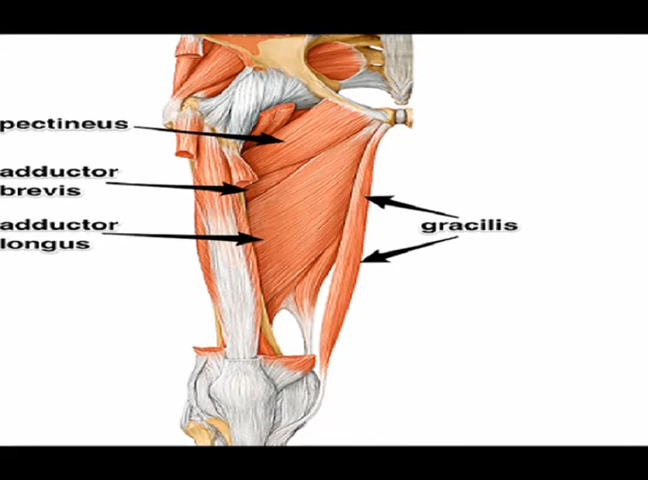 pectineus
adductor
brevis
adductor
longus
gracilis